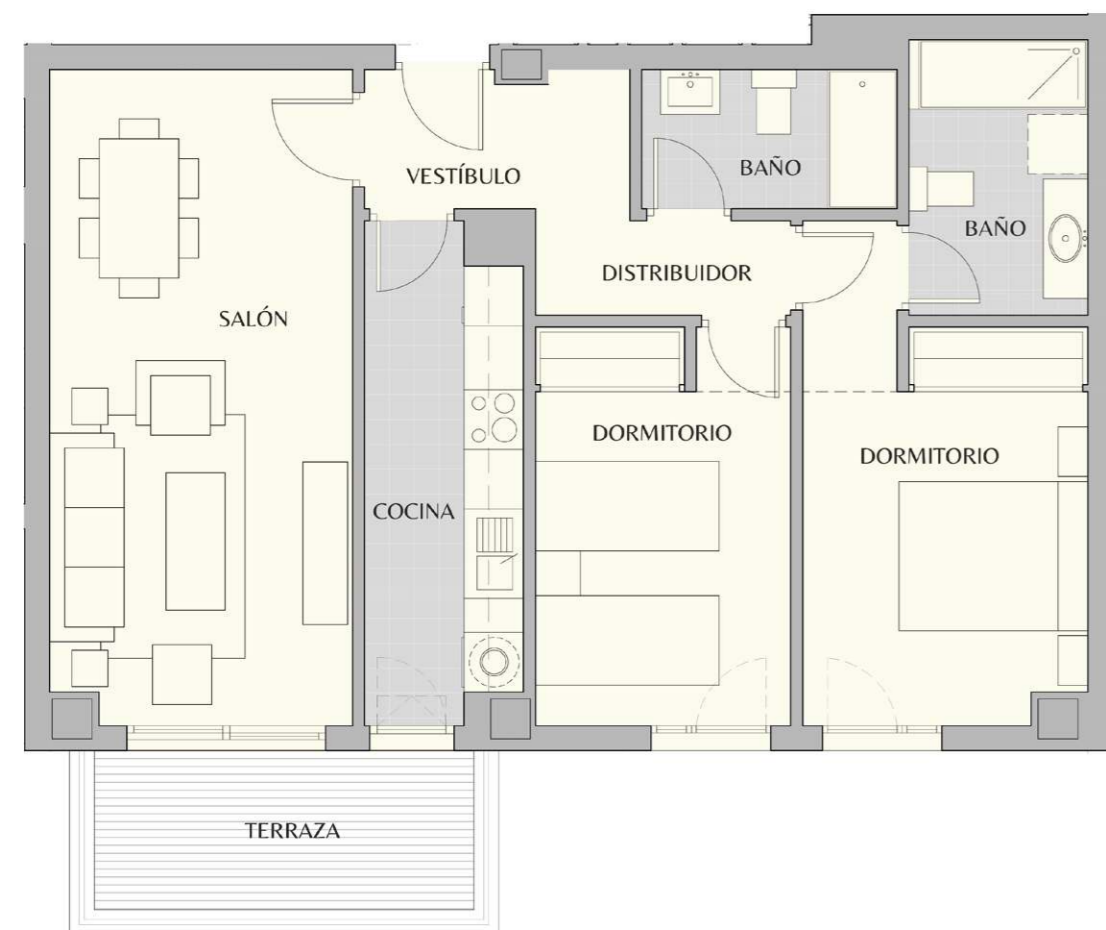 BAÑO
VESTÍBULO
BAÑO
DISTRIBUIDOR
SALÓN
DORMITORIO
DORMITORIO
COCINA
TERRAZA